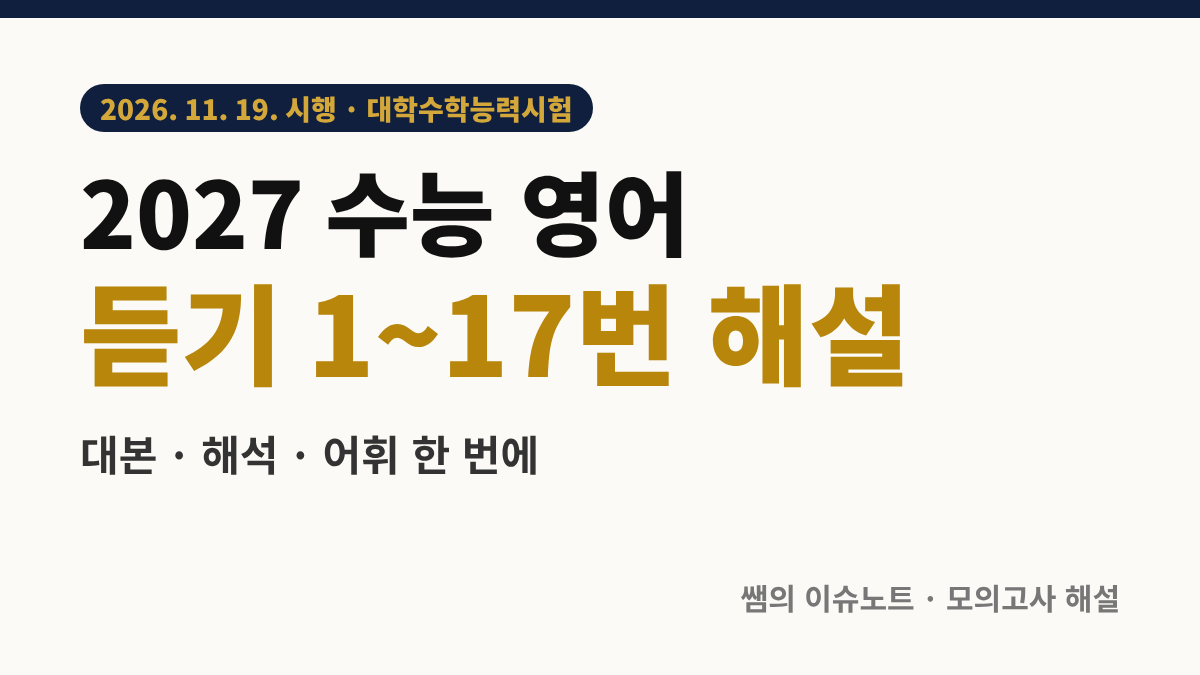 2026. 11. 19. 시행 · 대학수학능력시험
2027 수능 영어
듣기 1~17번 해설
대본 · 해석 · 어휘 한 번에
쌤의 이슈노트 · 모의고사 해설